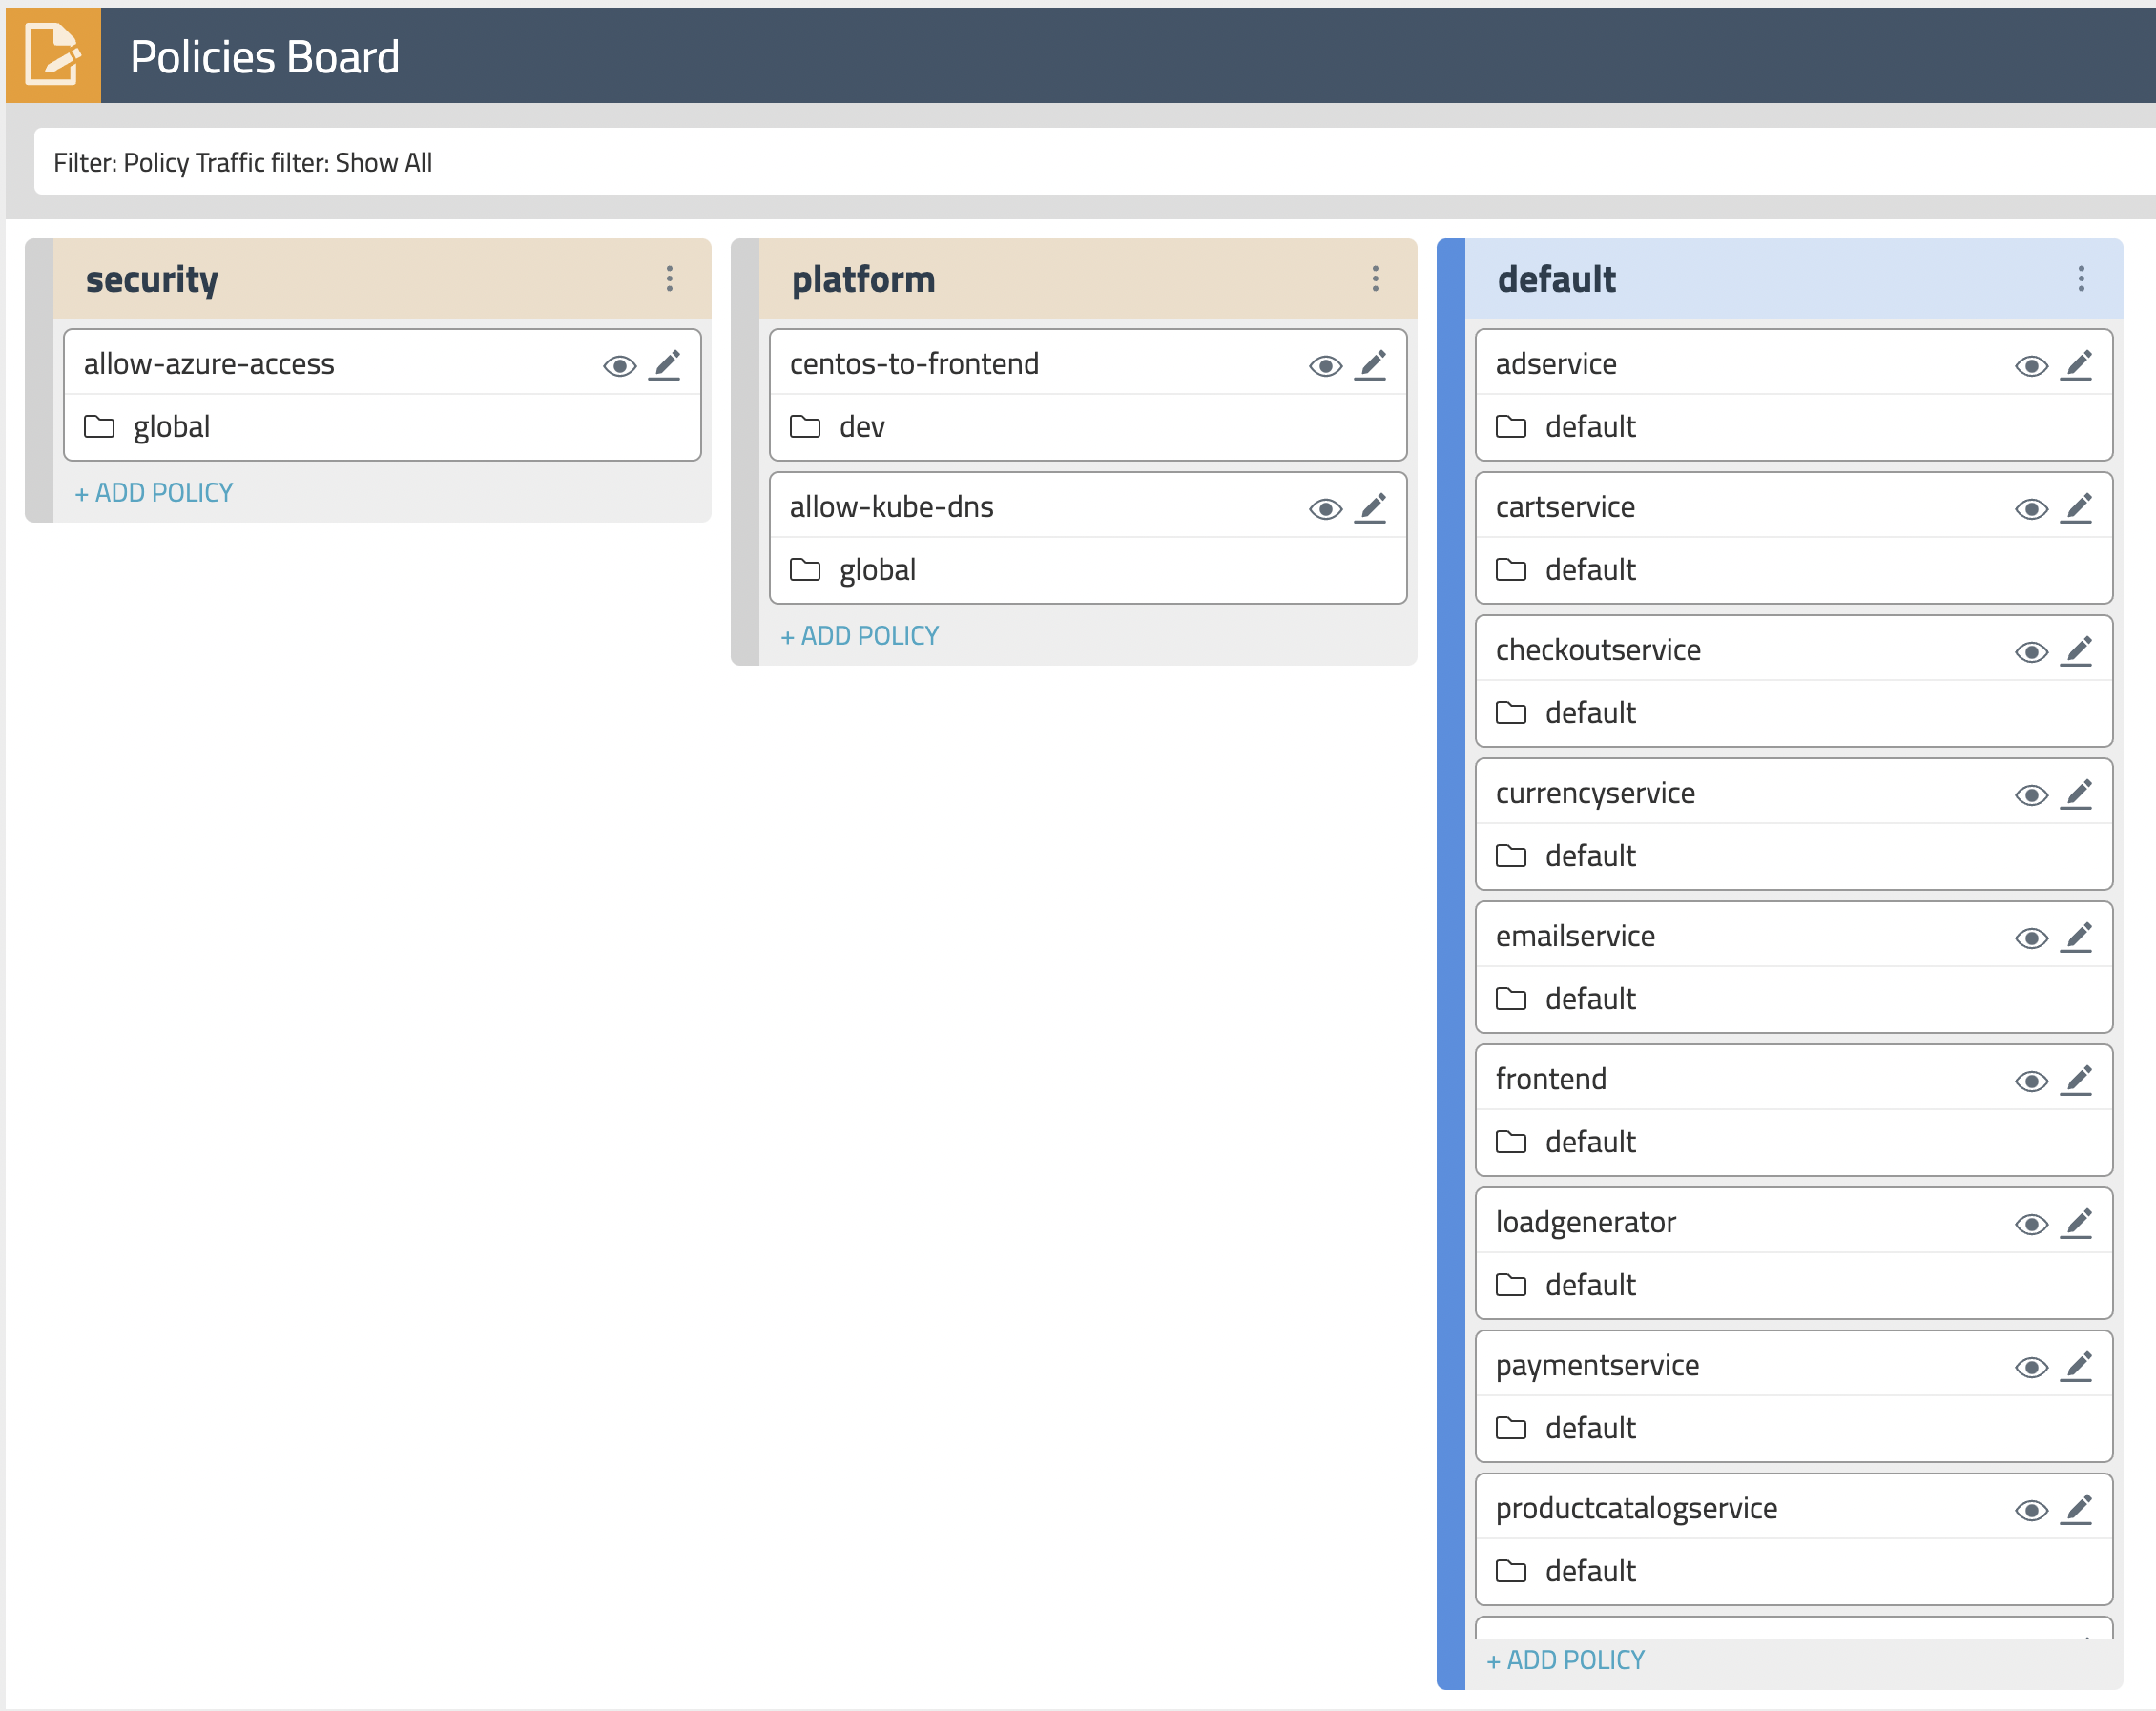 Policies Board
Filter: Policy Traffic filter: Show All
security
allow-azure-access
global
+ ADD POLICY
platform
centos-to-frontend
dev
allow-kube-dns
global
+ ADD POLICY
default
adservice
default
cartservice
default
checkoutservice
default
currencyservice
default
emailservice
default
frontend
default
loadgenerator
default
paymentservice
default
productcatalogservice
default
+ ADD POLICY